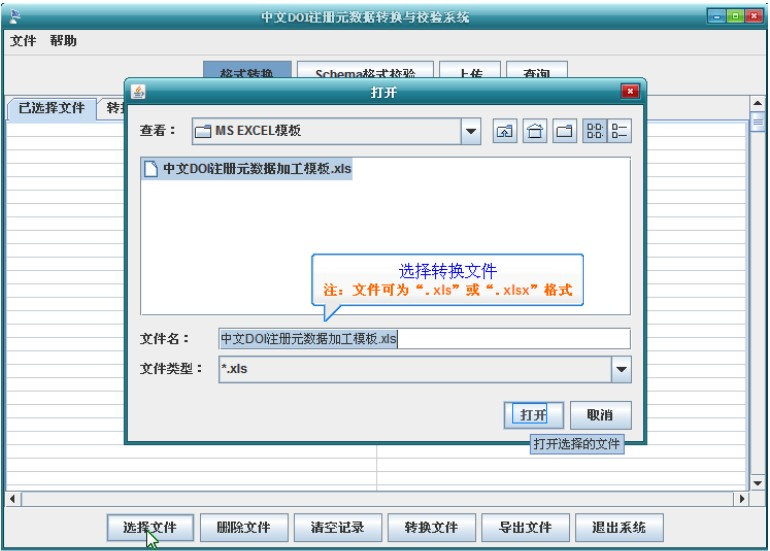 中文DOI注册元数据转换与校验系统
文件 帮助
格式转换 Schema格式校验 上传 查询
已选择文件 转
打开
查看： MS EXCEL模板
中文DOI注册元数据加工模板.xls
选择转换文件
注：文件可为“.xls”或“.xlsx”格式
文件名： 中文DOI注册元数据加工模板.xls
文件类型： *.xls
打开 取消
打开选择的文件
选择文件 删除文件 清空记录 转换文件 导出文件 退出系统